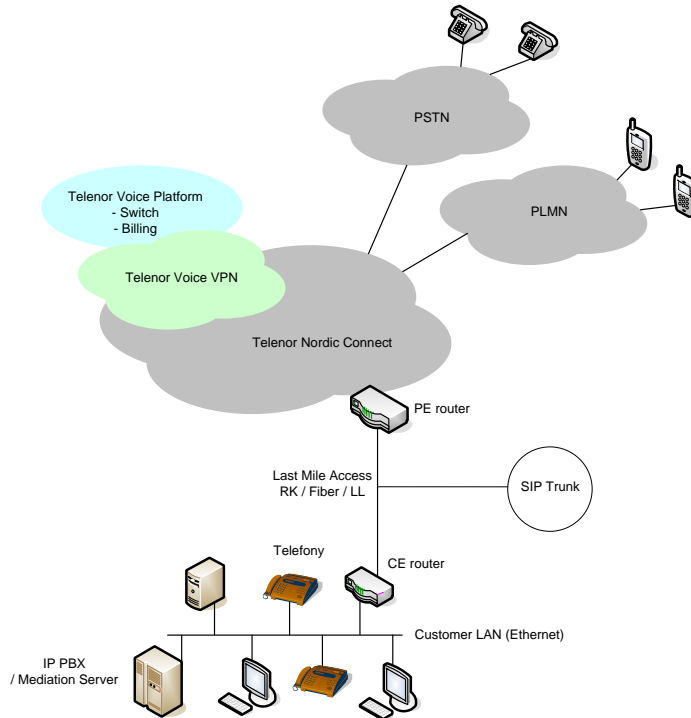 PSTN
PLMN
Telenor Voice Platform
- Switch
- Billing
Telenor Voice VPN
Telenor Nordic Connect
PE router
Last Mile Access
RK / Fiber / LL
SIP Trunk
Telefony
CE router
Customer LAN (Ethernet)
IP PBX
/ Mediation Server